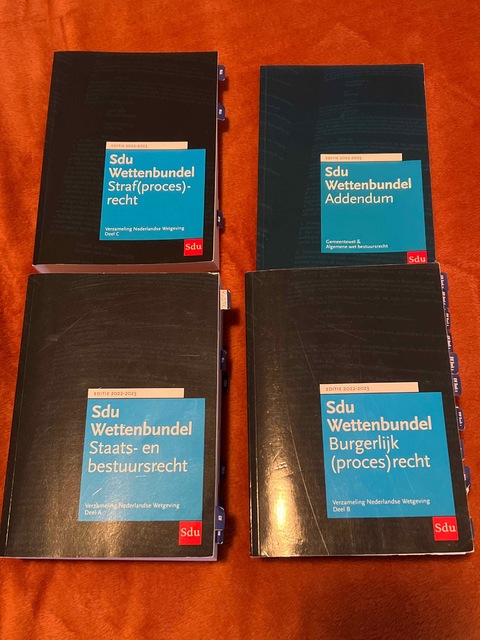 EDITIE 2022-2023
Sdu
Wettenbundel
Straf(proces)-
recht
Verzameling Nederlandse Wetgeving
Deel C
Sdu
EDITIE 2022-2023
Sdu
Wettenbundel
Addendum
Gemeentewet &
Algemene wet bestuursrecht
Sdu
EDITIE 2022-2023
Sdu
Wettenbundel
Staats- en
bestuursrecht
Verzameling Nederlandse Wetgeving
Deel A
Sdu
EDITIE 2022-2023
Sdu
Wettenbundel
Burgerlijk
(proces)recht
Verzameling Nederlandse Wetgeving
Deel B
Sdu